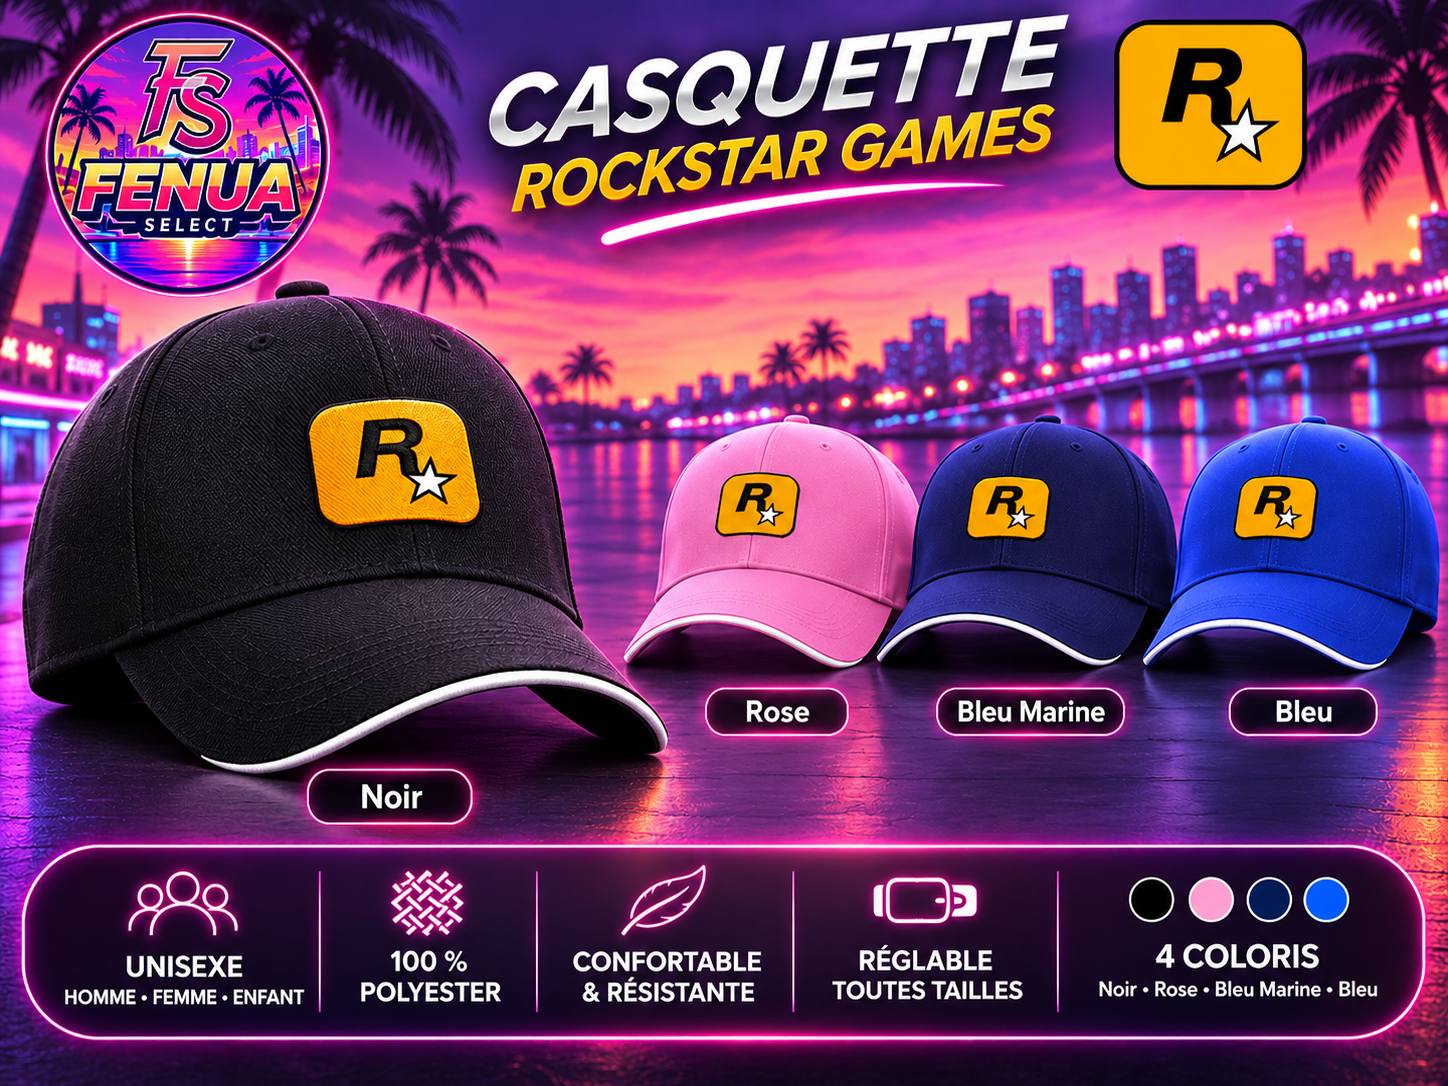 FS
FENUA
SELECT
CASQUETTE
ROCKSTAR GAMES
R
R
R
R
R
Rose
Bleu Marine
Bleu
Noir
UNISEXE
HOMME • FEMME • ENFANT
100 %
POLYESTER
CONFORTABLE
& RÉSISTANTE
RÉGLABLE
TOUTES TAILLES
4 COLORIS
Noir • Rose • Bleu Marine • Bleu